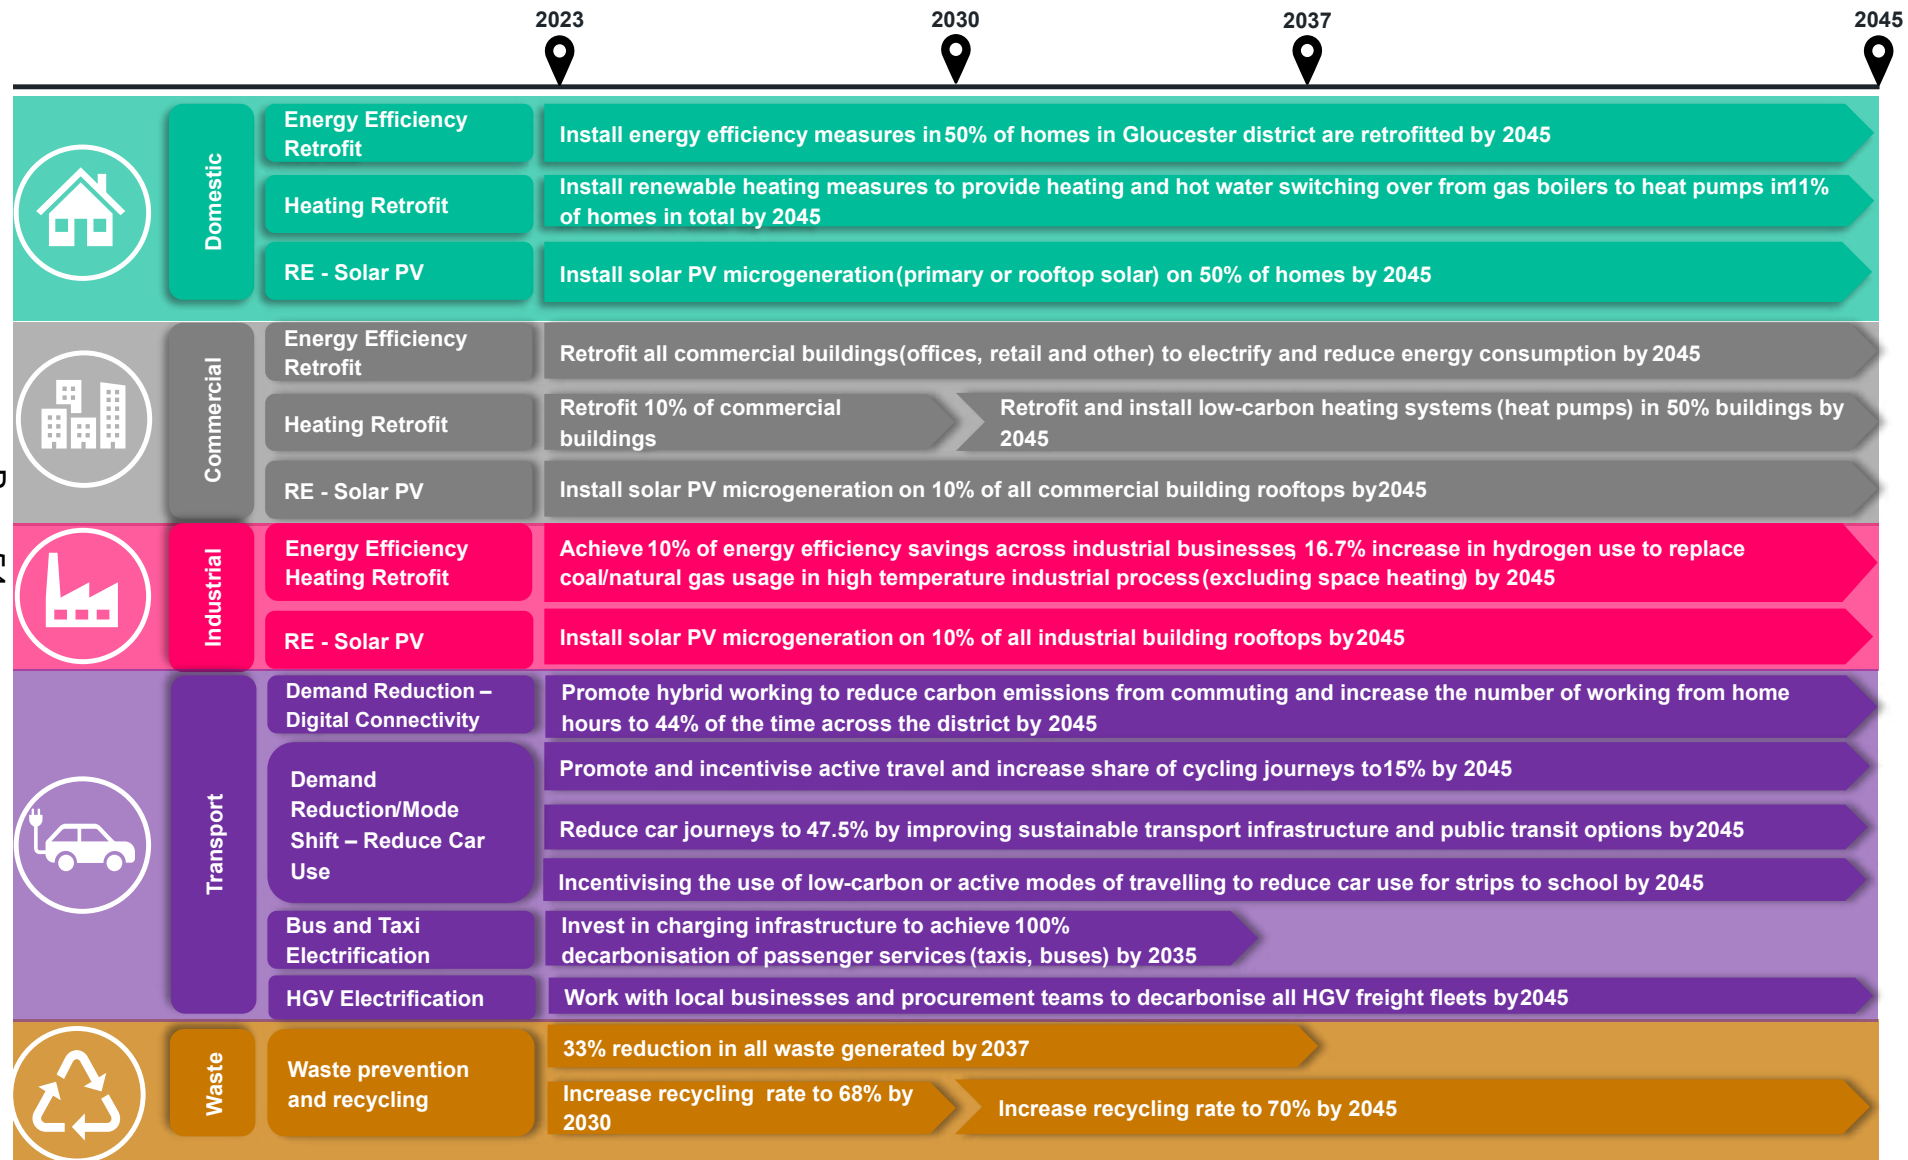 2023
2030
2037
2045
Domestic
Energy Efficiency
Retrofit
Install energy efficiency measures in 50% of homes in Gloucester district are retrofitted by 2045
Heating Retrofit
Install renewable heating measures to provide heating and hot water switching over from gas boilers to heat pumps in 11%
of homes in total by 2045
RE - Solar PV
Install solar PV microgeneration (primary or rooftop solar) on 50% of homes by 2045
Commercial
Energy Efficiency
Retrofit
Retrofit all commercial buildings (offices, retail and other) to electrify and reduce energy consumption by 2045
Heating Retrofit
Retrofit 10% of commercial
buildings
Retrofit and install low-carbon heating systems (heat pumps) in 50% buildings by
2045
RE - Solar PV
Install solar PV microgeneration on 10% of all commercial building rooftops by 2045
Industrial
Energy Efficiency
Heating Retrofit
Achieve 10% of energy efficiency savings across industrial businesses, 16.7% increase in hydrogen use to replace
coal/natural gas usage in high temperature industrial process (excluding space heating) by 2045
RE - Solar PV
Install solar PV microgeneration on 10% of all industrial building rooftops by 2045
Transport
Demand Reduction –
Digital Connectivity
Promote hybrid working to reduce carbon emissions from commuting and increase the number of working from home
hours to 44% of the time across the district by 2045
Demand
Reduction/Mode
Shift – Reduce Car
Use
Promote and incentivise active travel and increase share of cycling journeys to 15% by 2045
Reduce car journeys to 47.5% by improving sustainable transport infrastructure and public transit options by 2045
Incentivising the use of low-carbon or active modes of travelling to reduce car use for strips to school by 2045
Bus and Taxi
Electrification
Invest in charging infrastructure to achieve 100%
decarbonisation of passenger services (taxis, buses) by 2035
HGV Electrification
Work with local businesses and procurement teams to decarbonise all HGV freight fleets by 2045
Waste
Waste prevention
and recycling
33% reduction in all waste generated by 2037
Increase recycling rate to 68% by
2030
Increase recycling rate to 70% by 2045